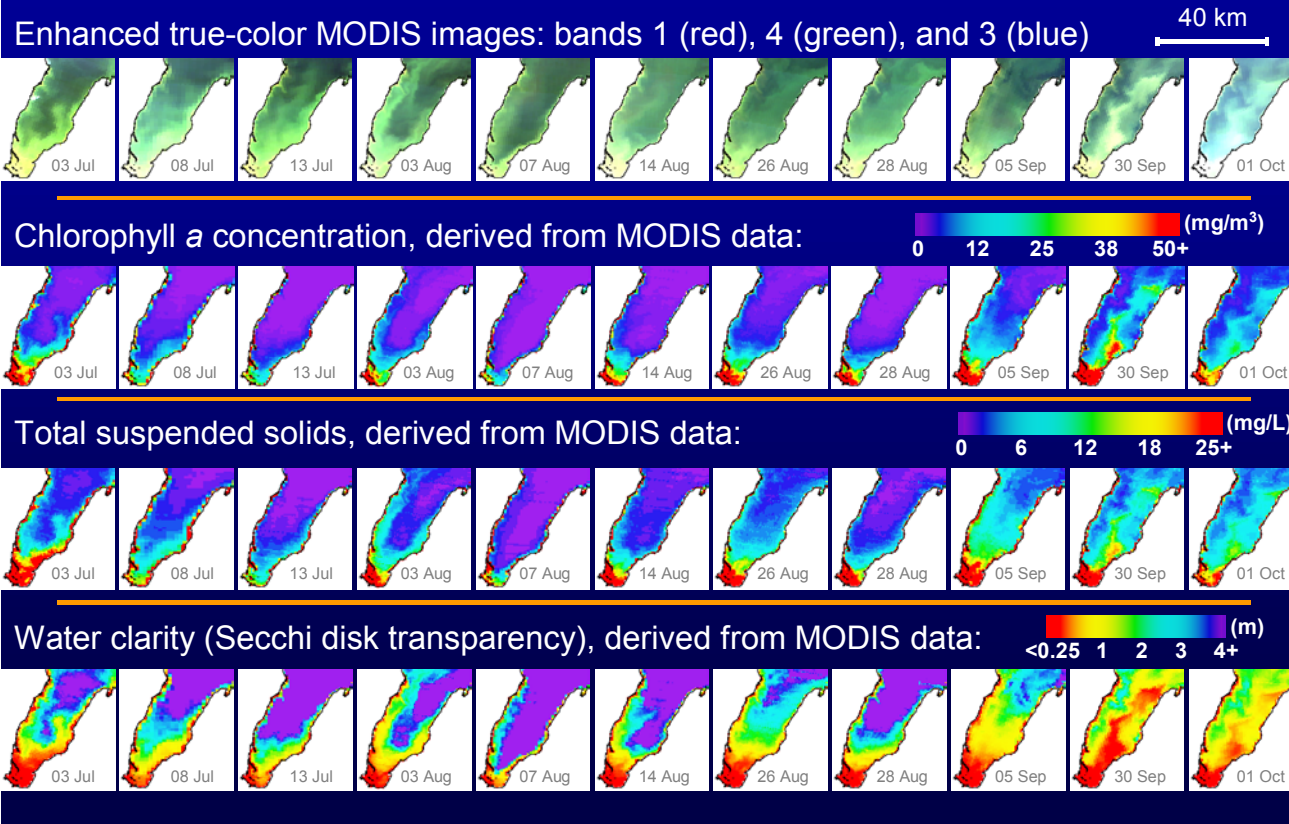 40 km
Enhanced true-color MODIS images: bands 1 (red), 4 (green), and 3 (blue)
03 Jul 08 Jul 13 Jul 03 Aug 07 Aug 14 Aug 26 Aug 28 Aug 05 Sep 30 Sep 01 Oct
Chlorophyll a concentration, derived from MODIS data: (mg/m³)
0 12 25 38 50+
03 Jul 08 Jul 13 Jul 03 Aug 07 Aug 14 Aug 26 Aug 28 Aug 05 Sep 30 Sep 01 Oct
Total suspended solids, derived from MODIS data: (mg/L)
0 6 12 18 25+
03 Jul 08 Jul 13 Jul 03 Aug 07 Aug 14 Aug 26 Aug 28 Aug 05 Sep 30 Sep 01 Oct
Water clarity (Secchi disk transparency), derived from MODIS data: (m)
<0.25 1 2 3 4+
03 Jul 08 Jul 13 Jul 03 Aug 07 Aug 14 Aug 26 Aug 28 Aug 05 Sep 30 Sep 01 Oct